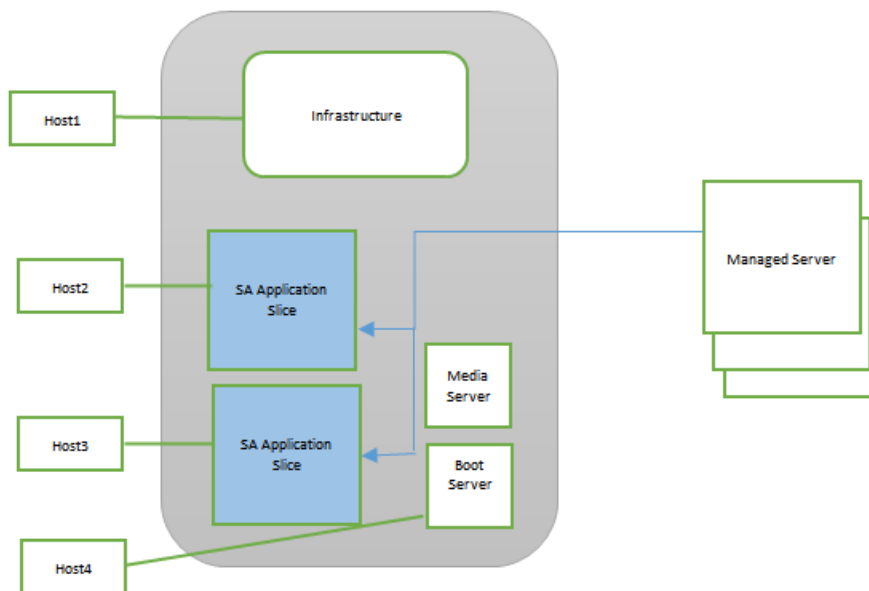 Host1
Infrastructure
Host2
SA Application
Slice
Managed Server
Media
Server
Host3
SA Application
Slice
Boot
Server
Host4